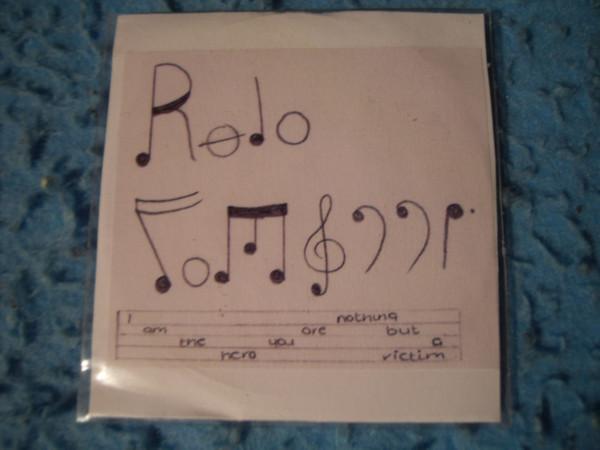 Rolo
Tomassi
I nothing
am are but
the you a
hero victim